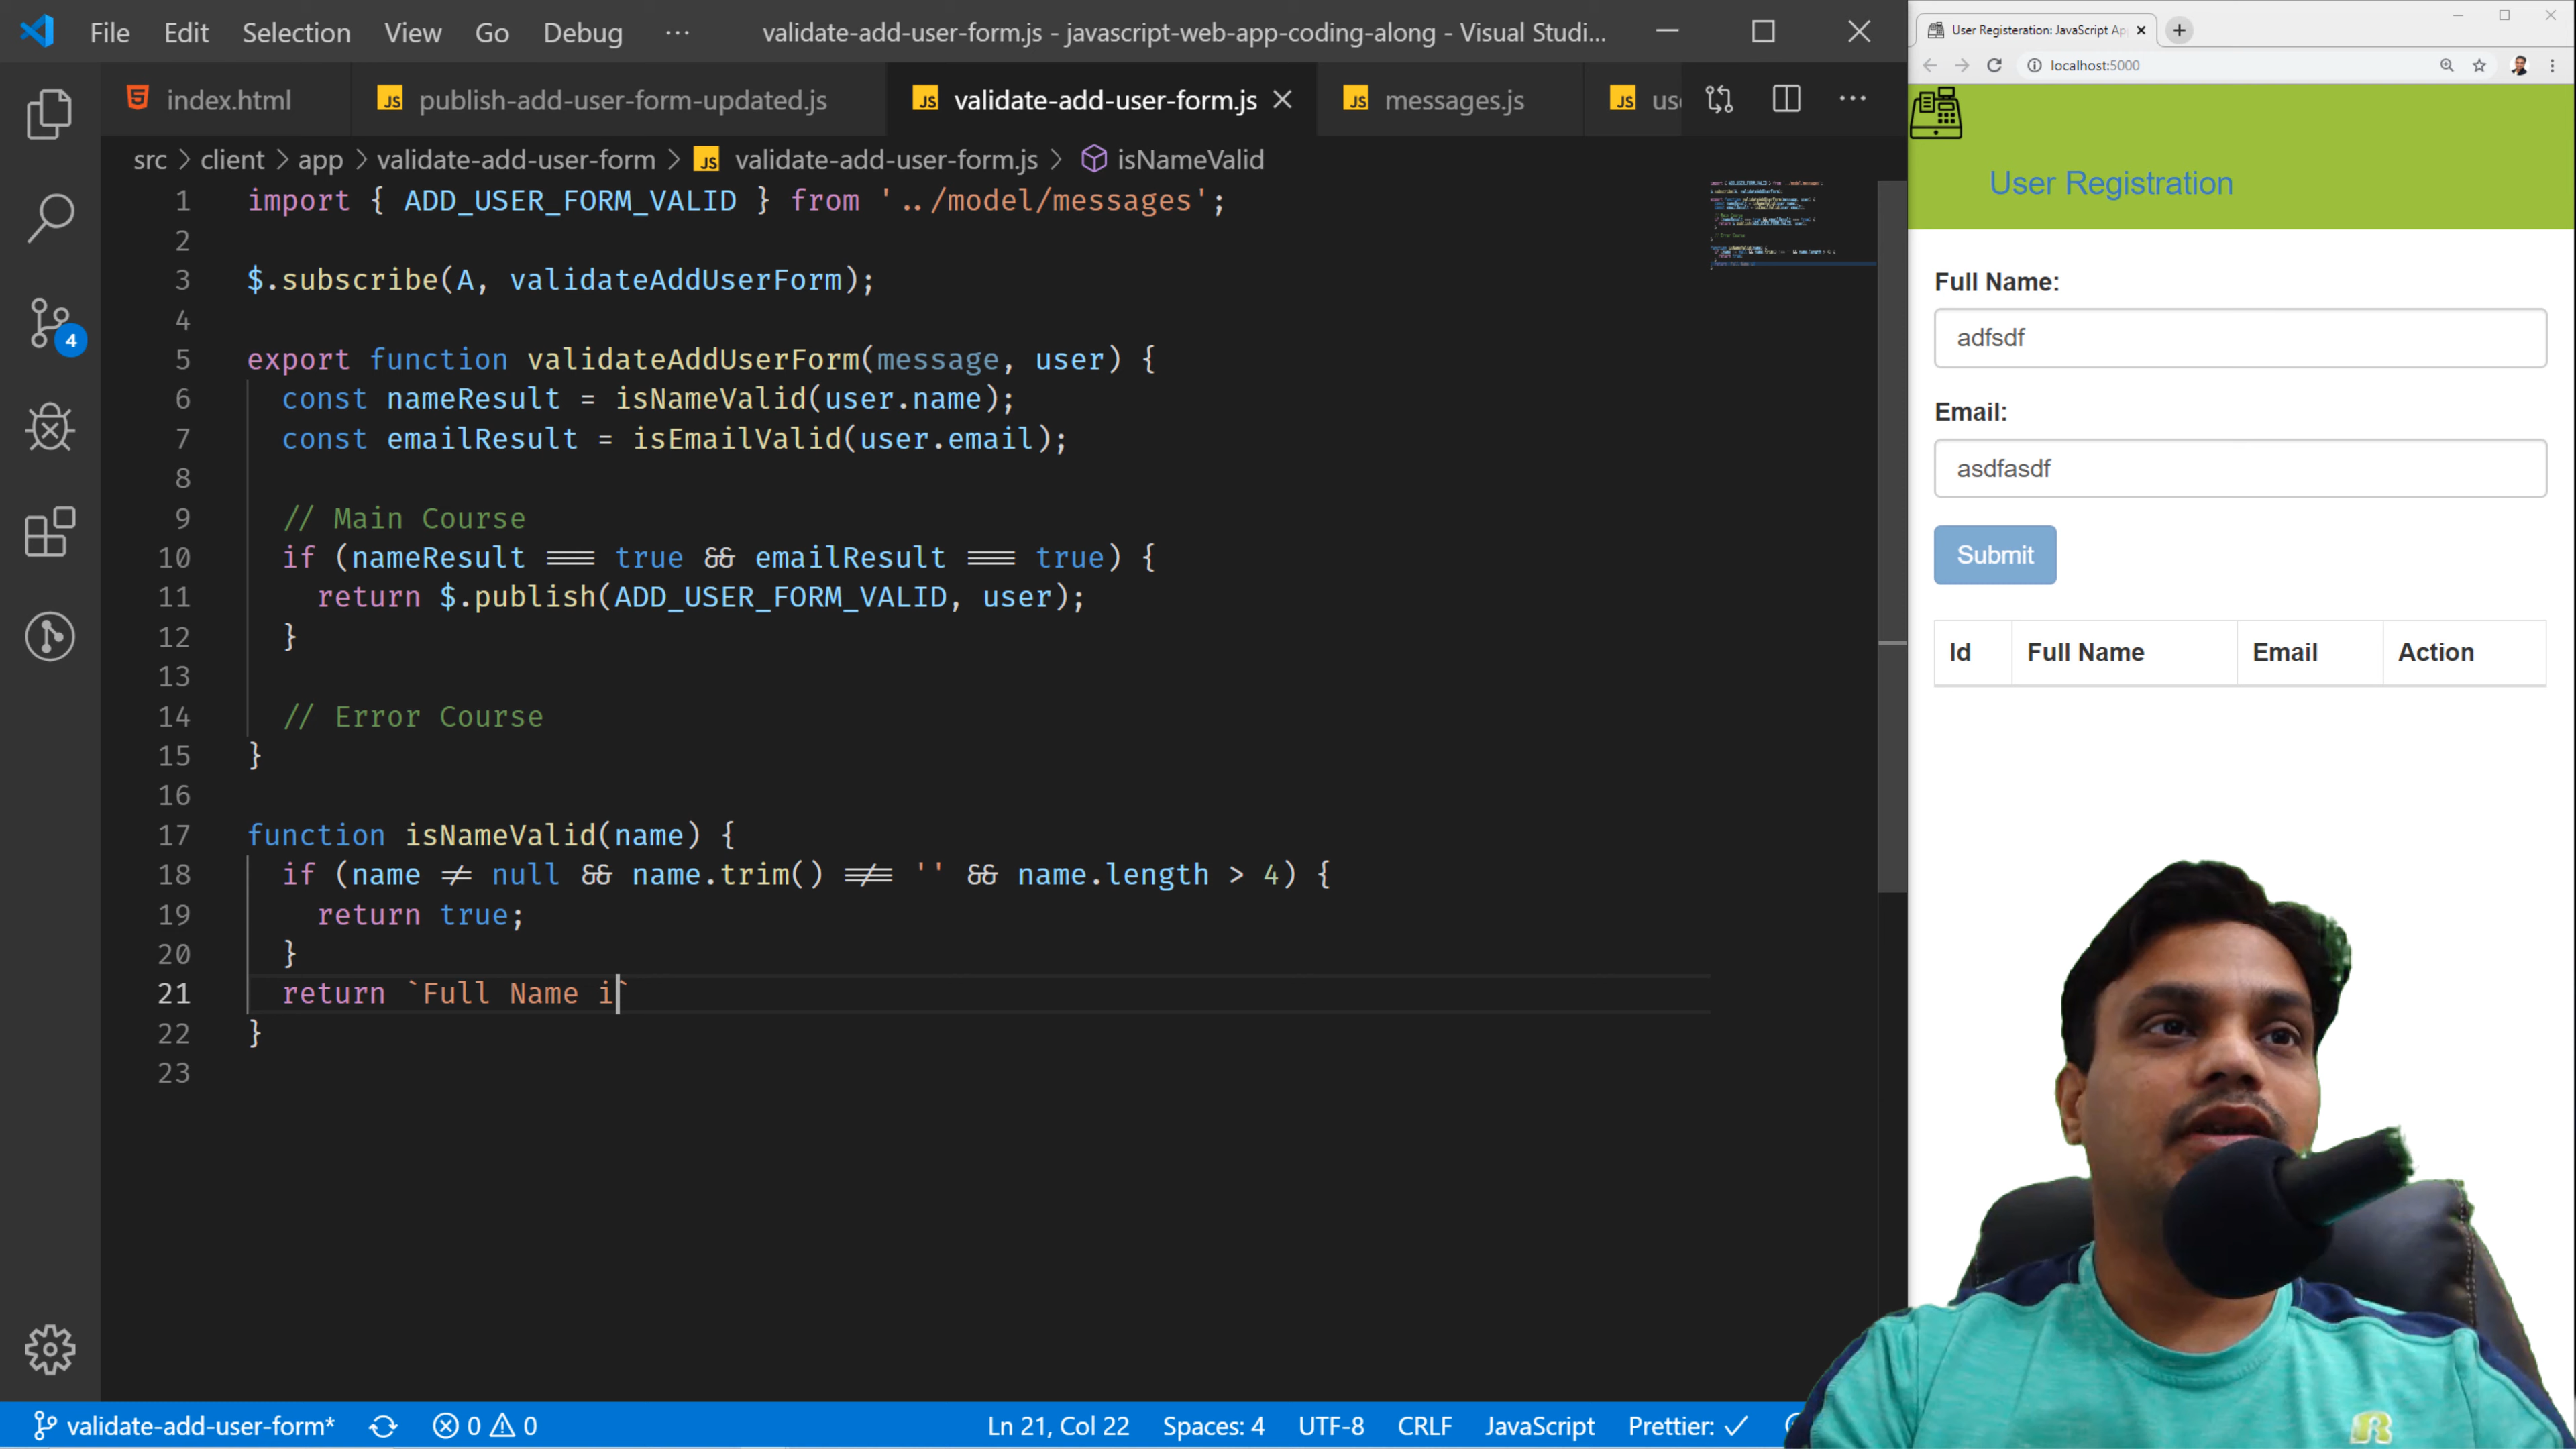 File Edit Selection View Go Debug ··· validate-add-user-form.js - javascript-web-app-coding-along - Visual Studi...
index.html publish-add-user-form-updated.js validate-add-user-form.js messages.js
src > client > app > validate-add-user-form > JS validate-add-user-form.js > isNameValid
1 import { ADD_USER_FORM_VALID } from '../model/messages';
2
3 $.subscribe(A, validateAddUserForm);
4
5 export function validateAddUserForm(message, user) {
6 const nameResult = isNameValid(user.name);
7 const emailResult = isEmailValid(user.email);
8
9 // Main Course
10 if (nameResult === true && emailResult === true) {
11 return $.publish(ADD_USER_FORM_VALID, user);
12 }
13
14 // Error Course
15 }
16
17 function isNameValid(name) {
18 if (name != null && name.trim() !== '' && name.length > 4) {
19 return true;
20 }
21 return `Full Name i`
22 }
23
4
validate-add-user-form* 0 0 Ln 21, Col 22 Spaces: 4 UTF-8 CRLF JavaScript Prettier: ✓
User Registeration: JavaScript Ap
localhost:5000
User Registration
Full Name:
adfsdf
Email:
asdfasdf
Submit
Id Full Name Email Action